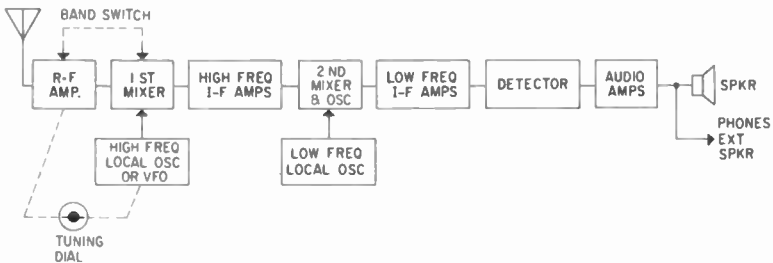 BAND SWITCH
R-F
AMP.
1 ST
MIXER
HIGH FREQ
I-F AMPS
2 ND
MIXER
& OSC
LOW FREQ
I-F AMPS
DETECTOR
AUDIO
AMPS
SPKR
PHONES
EXT
SPKR
HIGH FREQ
LOCAL OSC
OR VFO
LOW FREQ
LOCAL OSC
TUNING
DIAL